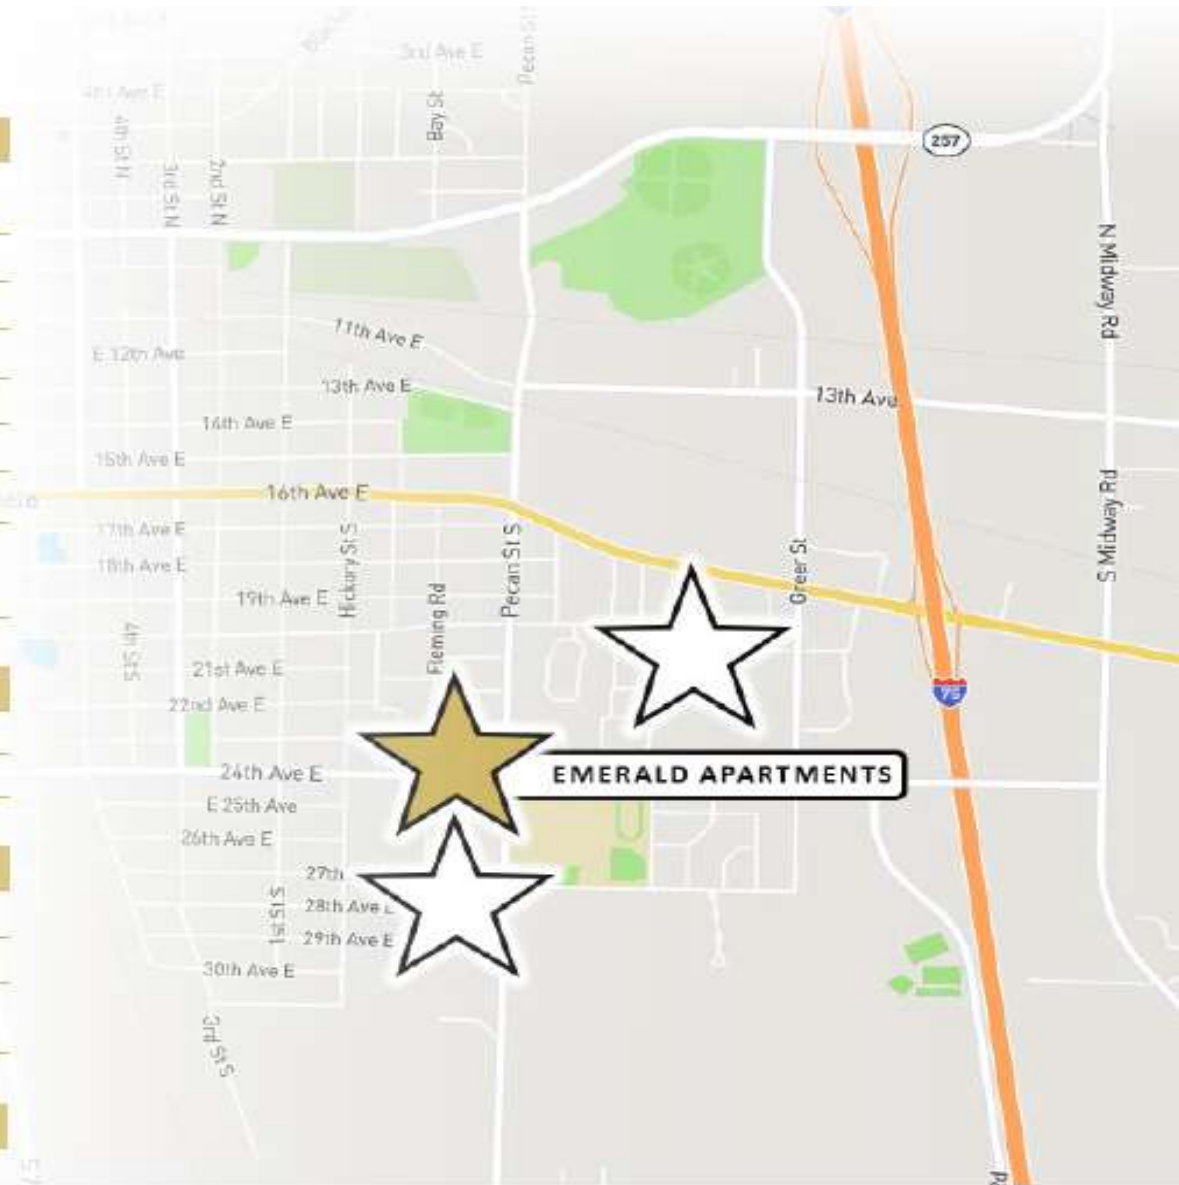 3rd Ave E
Pecan St
4th Ave E
Bay St
257
4th St N
3rd St N
2nd St N
N Midway Rd
11th Ave E
E 12th Ave
13th Ave E
13th Ave
14th Ave E
15th Ave E
16th Ave E
17th Ave E
18th Ave E
Hickory St S
Pecan St S
Greer St
S Midway Rd
19th Ave E
Fleming Rd
4th St S
21st Ave E
22nd Ave E
75
24th Ave E
EMERALD APARTMENTS
E 25th Ave
26th Ave E
27th
28th Ave E
1st St S
29th Ave E
30th Ave E
3rd St S